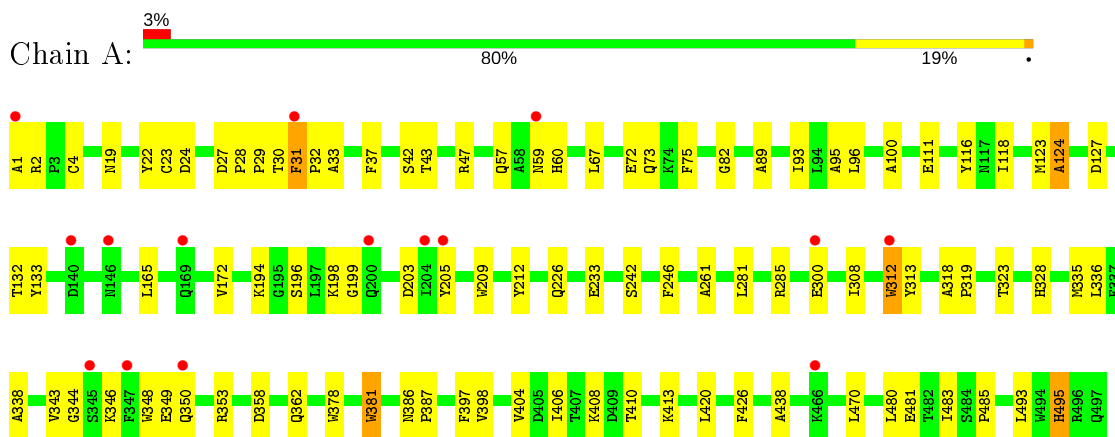 3%
Chain A: 80% 19% •
A1 R2 P3 C4 N19 Y22 C23 D24 D27 P28 P29 T30 F31 P32 A33 F37 S42 T43 R47 Q57 A58 N59 H60 L67 E72 Q73 K74 F75 G82 A89 I93 L94 A95 L96 A100 E111 Y116 N117 I118 M123 A124 D127
T132 Y133 D140 N146 L165 Q169 V172 K194 G195 S196 L197 K198 G199 Q200 D203 I204 Y205 W209 Y212 Q226 E233 S242 F246 A261 L281 R285 E300 I308 W312 Y313 A318 P319 T323 H328 M335 L336 F337
A338 V343 G344 S345 K346 F347 W348 E349 Q350 R353 D358 Q362 W378 W381 N386 P387 F397 V398 V404 D405 I406 T407 K408 D409 T410 K413 L420 F426 A438 K466 L470 L480 E481 T482 I483 S484 P485 L493 W494 H495 R496 Q497